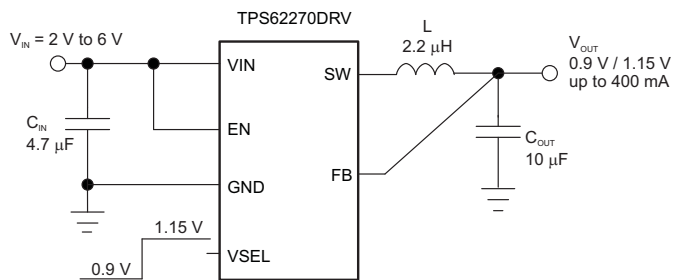 TPS62270DRV
V_IN = 2 V to 6 V
VIN
EN
GND
VSEL
SW
FB
L
2.2 μH
V_OUT
0.9 V / 1.15 V
up to 400 mA
C_IN
4.7 μF
C_OUT
10 μF
1.15 V
0.9 V